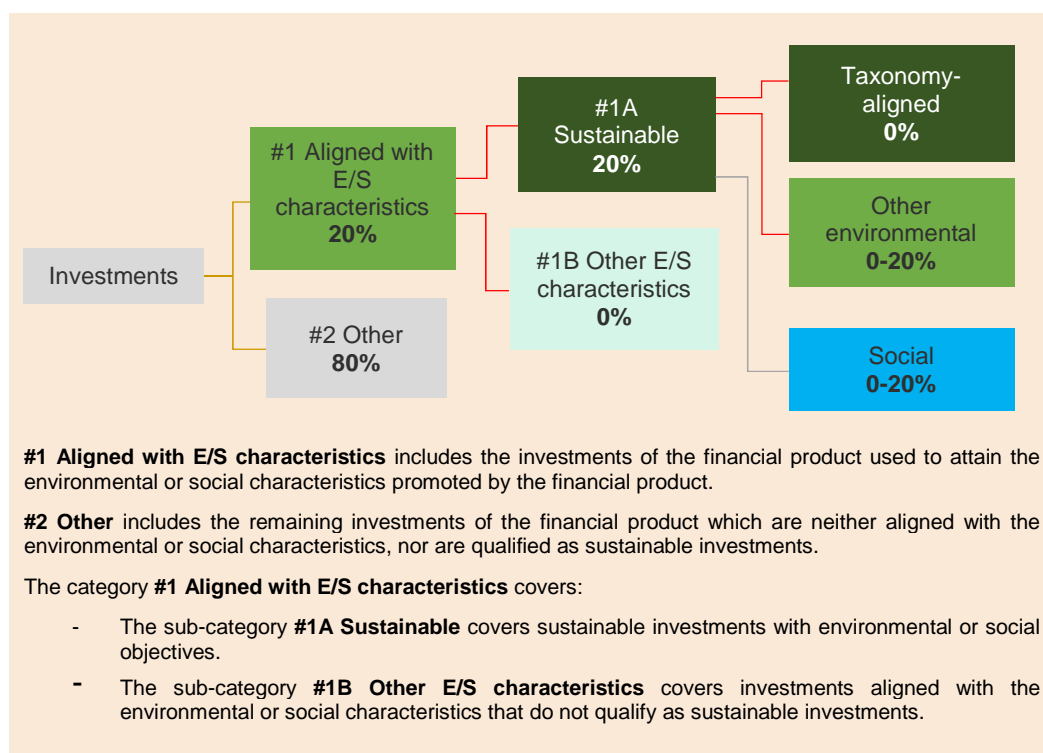 Investments
#1 Aligned with
E/S
characteristics
20%
#2 Other
80%
#1A
Sustainable
20%
#1B Other E/S
characteristics
0%
Taxonomy-
aligned
0%
Other
environmental
0-20%
Social
0-20%
#1 Aligned with E/S characteristics includes the investments of the financial product used to attain the
environmental or social characteristics promoted by the financial product.
#2 Other includes the remaining investments of the financial product which are neither aligned with the
environmental or social characteristics, nor are qualified as sustainable investments.
The category #1 Aligned with E/S characteristics covers:
- The sub-category #1A Sustainable covers sustainable investments with environmental or social
objectives.
- The sub-category #1B Other E/S characteristics covers investments aligned with the
environmental or social characteristics that do not qualify as sustainable investments.